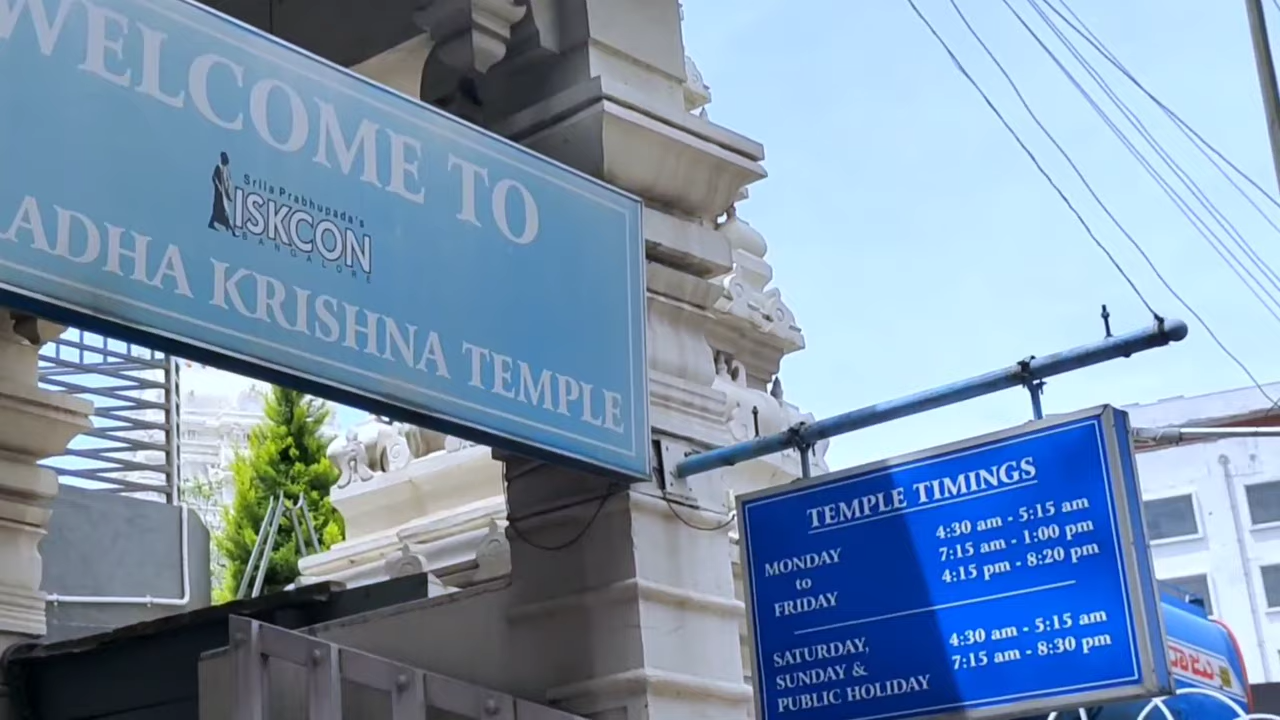 WELCOME TO
Srila Prabhupada's
ISKCON
BANGALORE
ADHA KRISHNA TEMPLE
TEMPLE TIMINGS
MONDAY
to
FRIDAY
4:30 am - 5:15 am
7:15 am - 1:00 pm
4:15 pm - 8:20 pm
SATURDAY,
SUNDAY &
PUBLIC HOLIDAY
4:30 am - 5:15 am
7:15 am - 8:30 pm